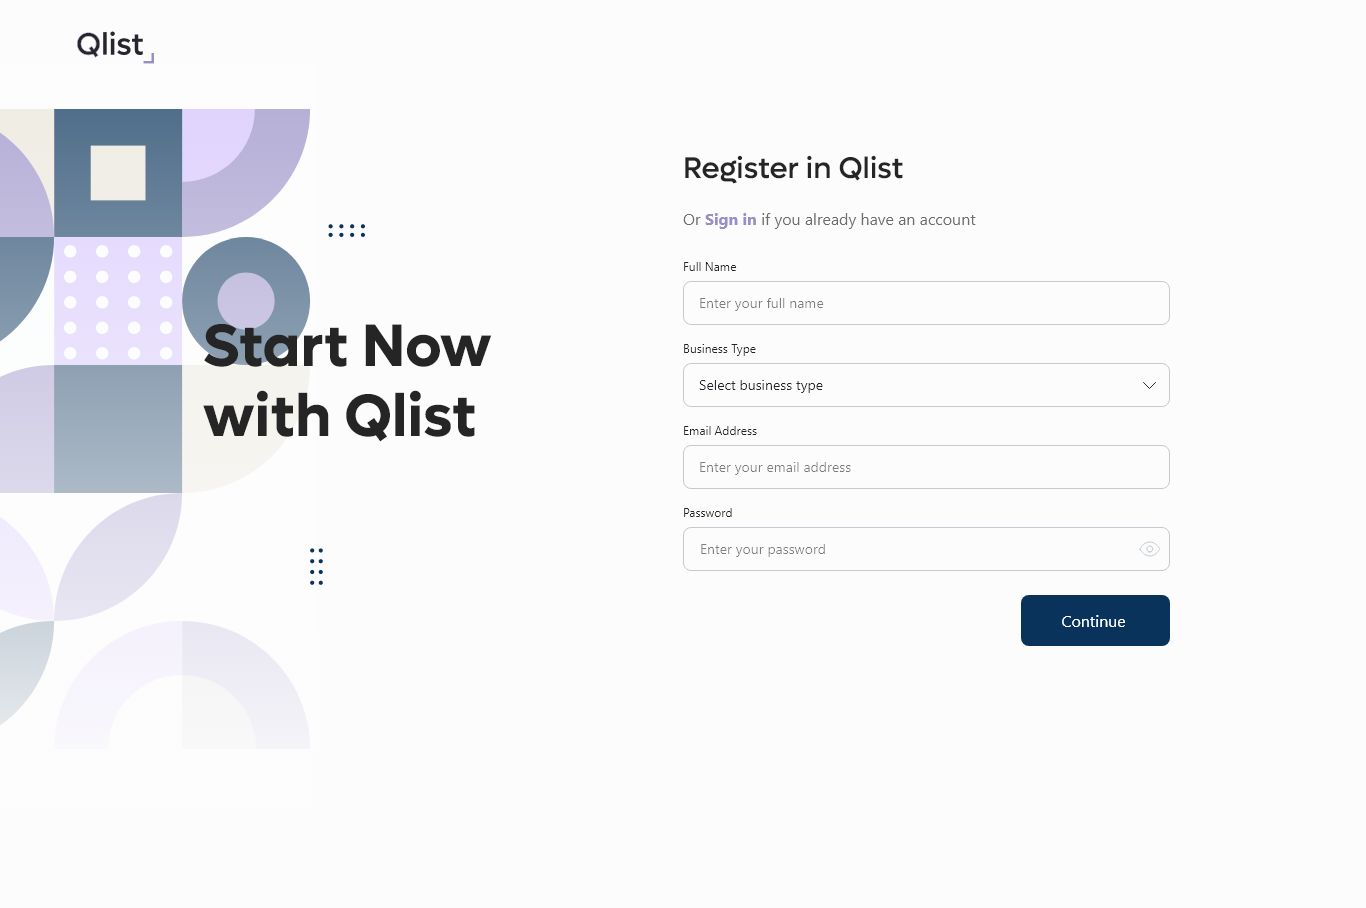 Qlist
Start Now
with Qlist
Register in Qlist
Or Sign in if you already have an account
Full Name
Enter your full name
Business Type
Select business type
Email Address
Enter your email address
Password
Enter your password
Continue